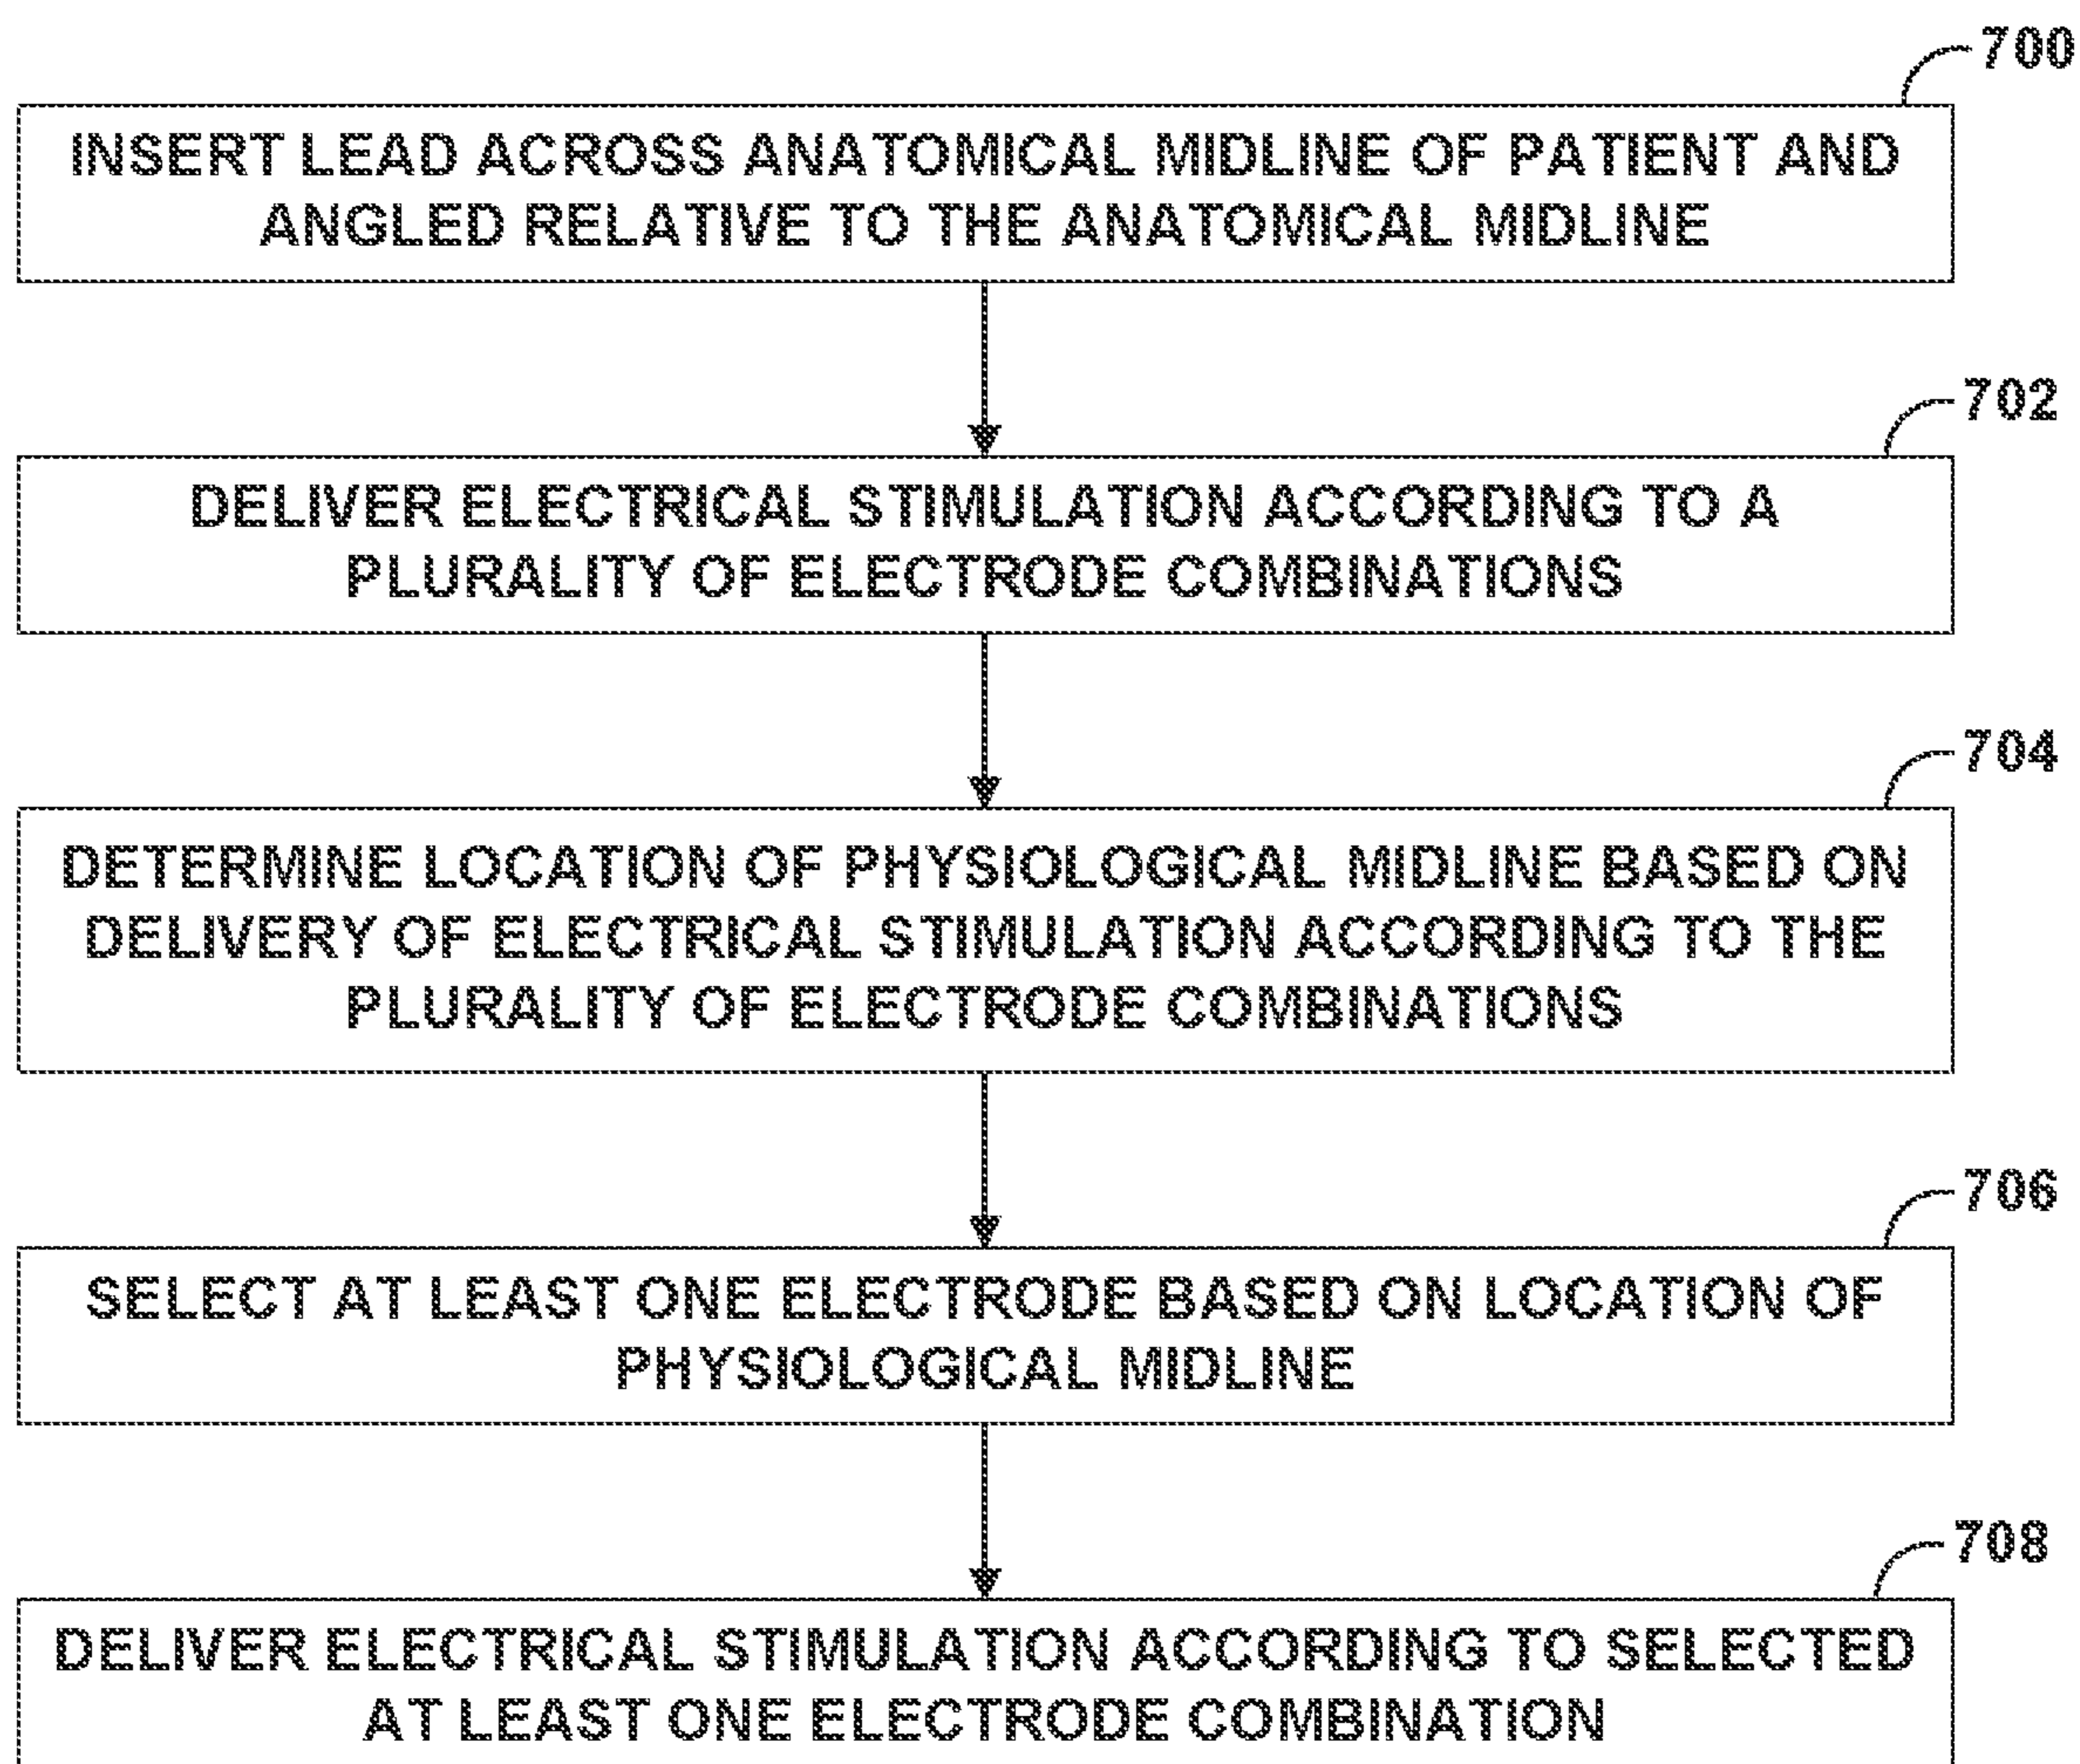 700
INSERT LEAD ACROSS ANATOMICAL MIDLINE OF PATIENT AND
ANGLED RELATIVE TO THE ANATOMICAL MIDLINE
702
DELIVER ELECTRICAL STIMULATION ACCORDING TO A
PLURALITY OF ELECTRODE COMBINATIONS
704
DETERMINE LOCATION OF PHYSIOLOGICAL MIDLINE BASED ON
DELIVERY OF ELECTRICAL STIMULATION ACCORDING TO THE
PLURALITY OF ELECTRODE COMBINATIONS
706
SELECT AT LEAST ONE ELECTRODE BASED ON LOCATION OF
PHYSIOLOGICAL MIDLINE
708
DELIVER ELECTRICAL STIMULATION ACCORDING TO SELECTED
AT LEAST ONE ELECTRODE COMBINATION